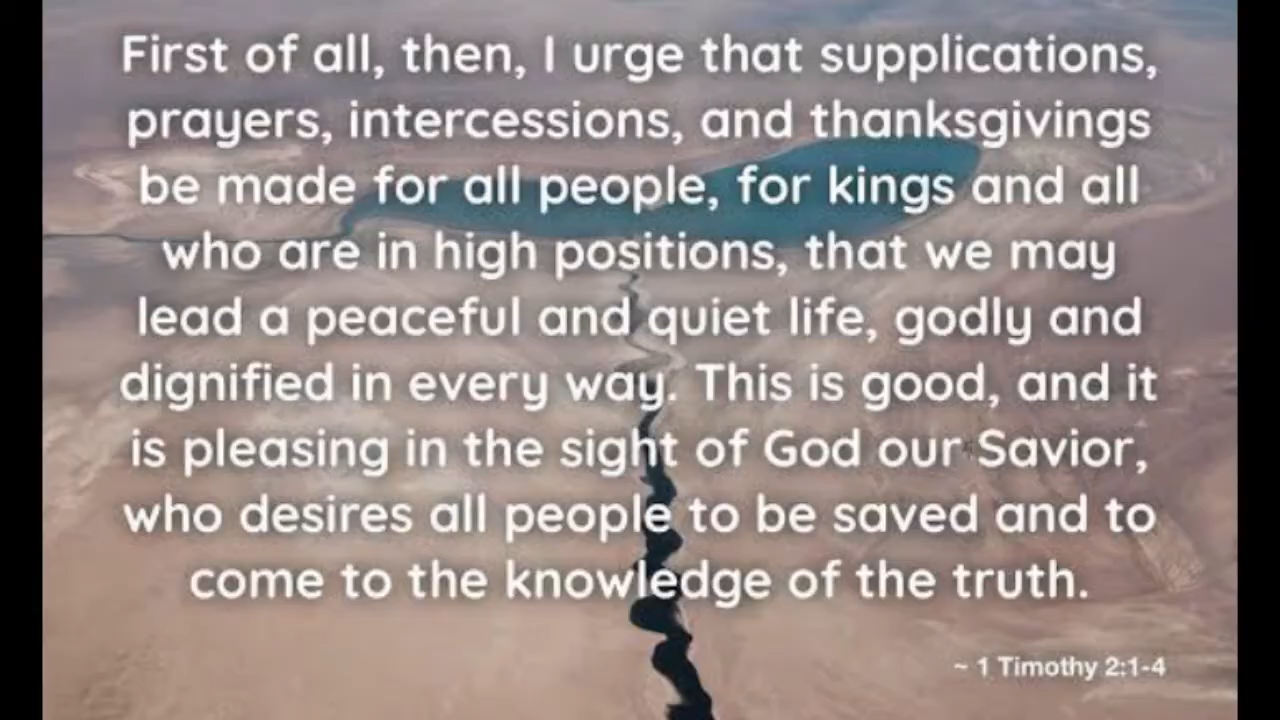 First of all, then, I urge that supplications,
prayers, intercessions, and thanksgivings
be made for all people, for kings and all
who are in high positions, that we may
lead a peaceful and quiet life, godly and
dignified in every way. This is good, and it
is pleasing in the sight of God our Savior,
who desires all people to be saved and to
come to the knowledge of the truth.
~ 1 Timothy 2:1-4